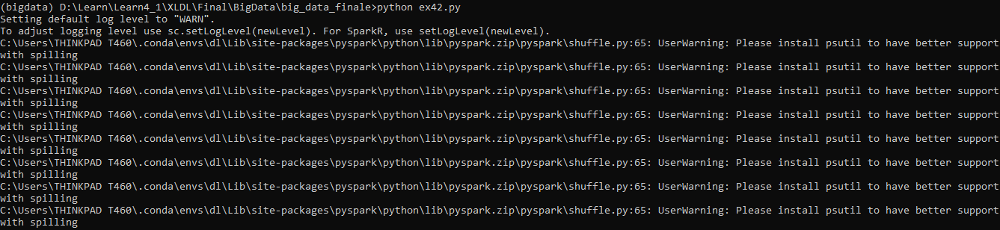 (bigdata) D:\Learn\Learn4_1\XLDL\Final\BigData\big_data_finale>python ex42.py
Setting default log level to "WARN".
To adjust logging level use sc.setLogLevel(newLevel). For SparkR, use setLogLevel(newLevel).
C:\Users\THINKPAD T460\.conda\envs\dl\Lib\site-packages\pyspark\python\lib\pyspark.zip\pyspark\shuffle.py:65: UserWarning: Please install psutil to have better support
with spilling
C:\Users\THINKPAD T460\.conda\envs\dl\Lib\site-packages\pyspark\python\lib\pyspark.zip\pyspark\shuffle.py:65: UserWarning: Please install psutil to have better support
with spilling
C:\Users\THINKPAD T460\.conda\envs\dl\Lib\site-packages\pyspark\python\lib\pyspark.zip\pyspark\shuffle.py:65: UserWarning: Please install psutil to have better support
with spilling
C:\Users\THINKPAD T460\.conda\envs\dl\Lib\site-packages\pyspark\python\lib\pyspark.zip\pyspark\shuffle.py:65: UserWarning: Please install psutil to have better support
with spilling
C:\Users\THINKPAD T460\.conda\envs\dl\Lib\site-packages\pyspark\python\lib\pyspark.zip\pyspark\shuffle.py:65: UserWarning: Please install psutil to have better support
with spilling
C:\Users\THINKPAD T460\.conda\envs\dl\Lib\site-packages\pyspark\python\lib\pyspark.zip\pyspark\shuffle.py:65: UserWarning: Please install psutil to have better support
with spilling
C:\Users\THINKPAD T460\.conda\envs\dl\Lib\site-packages\pyspark\python\lib\pyspark.zip\pyspark\shuffle.py:65: UserWarning: Please install psutil to have better support
with spilling
C:\Users\THINKPAD T460\.conda\envs\dl\Lib\site-packages\pyspark\python\lib\pyspark.zip\pyspark\shuffle.py:65: UserWarning: Please install psutil to have better support
with spilling